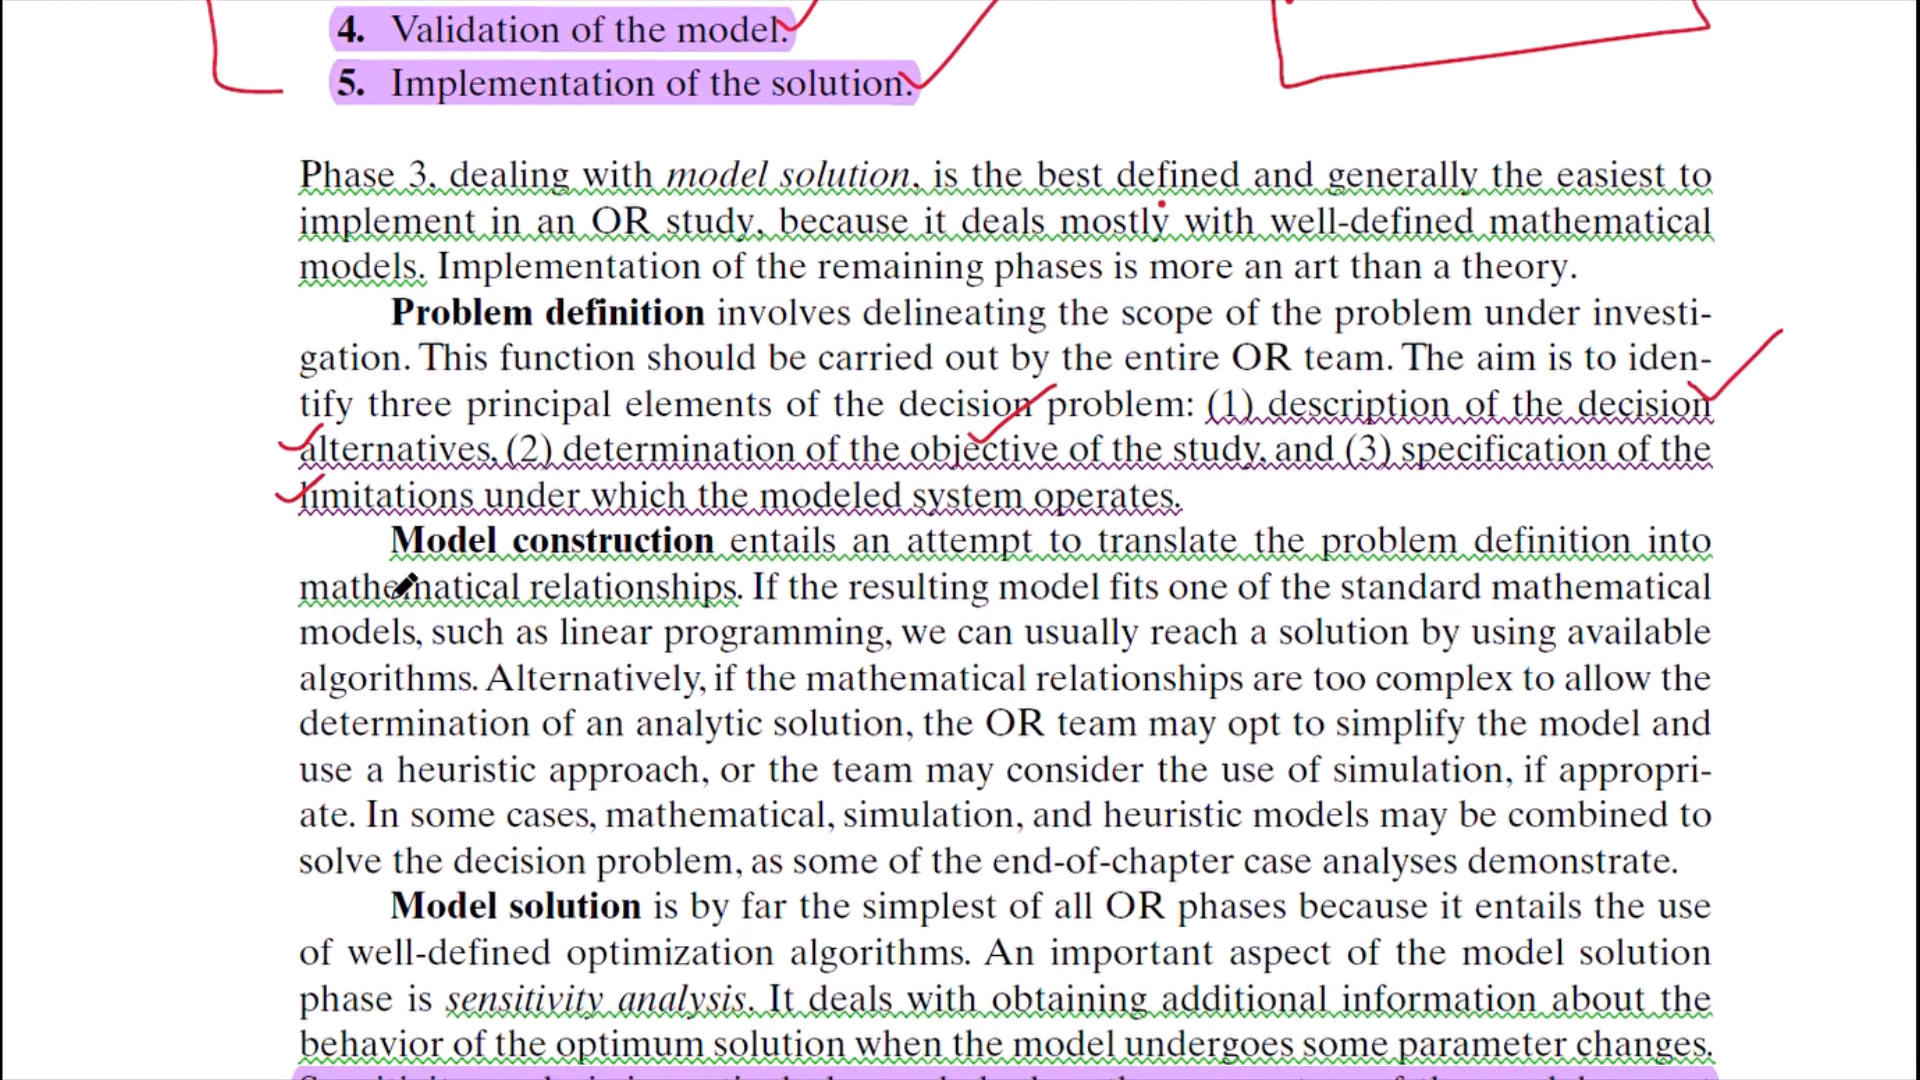 4. Validation of the model.
5. Implementation of the solution.
Phase 3, dealing with model solution, is the best defined and generally the easiest to
implement in an OR study, because it deals mostly with well-defined mathematical
models. Implementation of the remaining phases is more an art than a theory.
Problem definition involves delineating the scope of the problem under investi-
gation. This function should be carried out by the entire OR team. The aim is to iden-
tify three principal elements of the decision problem: (1) description of the decision
alternatives, (2) determination of the objective of the study, and (3) specification of the
limitations under which the modeled system operates.
Model construction entails an attempt to translate the problem definition into
mathematical relationships. If the resulting model fits one of the standard mathematical
models, such as linear programming, we can usually reach a solution by using available
algorithms. Alternatively, if the mathematical relationships are too complex to allow the
determination of an analytic solution, the OR team may opt to simplify the model and
use a heuristic approach, or the team may consider the use of simulation, if appropri-
ate. In some cases, mathematical, simulation, and heuristic models may be combined to
solve the decision problem, as some of the end-of-chapter case analyses demonstrate.
Model solution is by far the simplest of all OR phases because it entails the use
of well-defined optimization algorithms. An important aspect of the model solution
phase is sensitivity analysis. It deals with obtaining additional information about the
behavior of the optimum solution when the model undergoes some parameter changes.